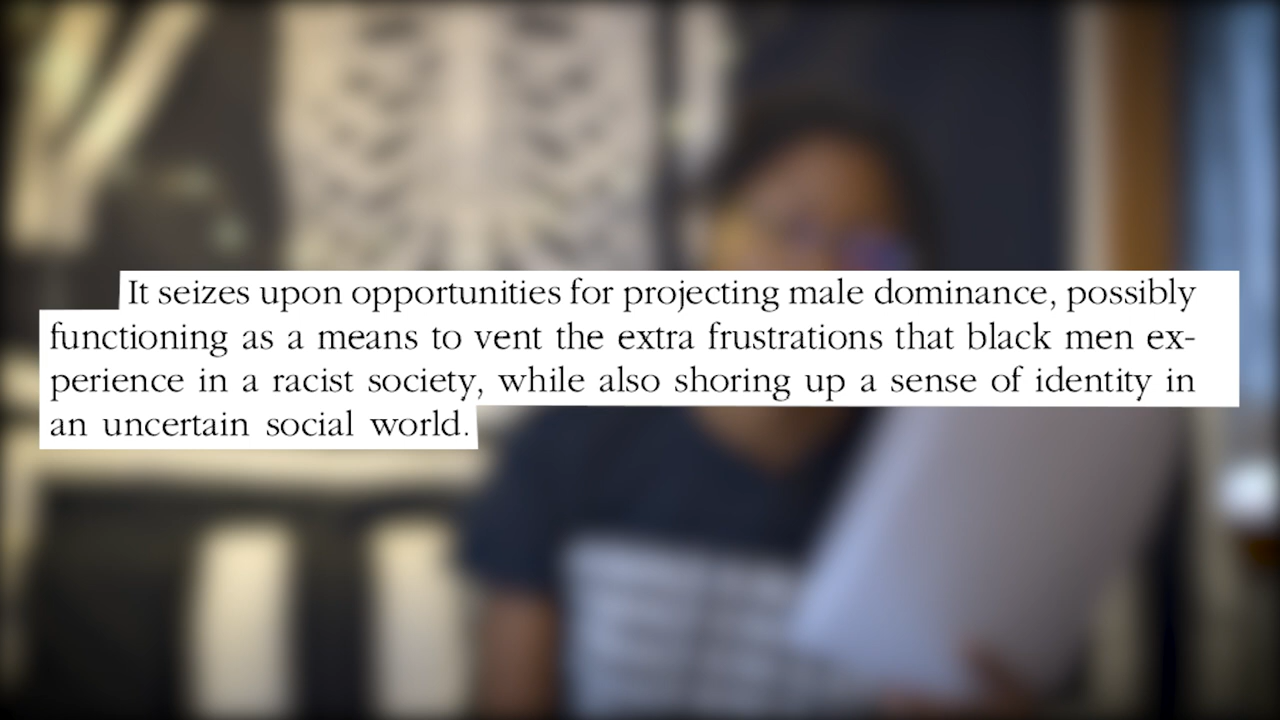 It seizes upon opportunities for projecting male dominance, possibly
functioning as a means to vent the extra frustrations that black men ex-
perience in a racist society, while also shoring up a sense of identity in
an uncertain social world.